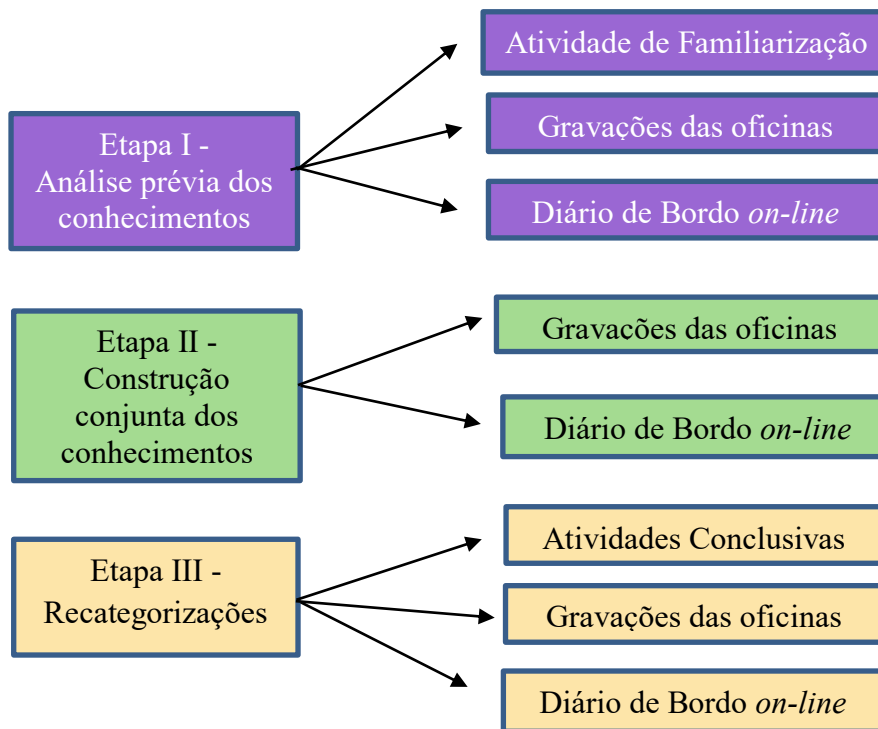 Etapa I -
Análise prévia dos
conhecimentos
Atividade de Familiarização
Gravações das oficinas
Diário de Bordo on-line
Etapa II -
Construção
conjunta dos
conhecimentos
Gravacões das oficinas
Diário de Bordo on-line
Etapa III -
Recategorizações
Atividades Conclusivas
Gravações das oficinas
Diário de Bordo on-line